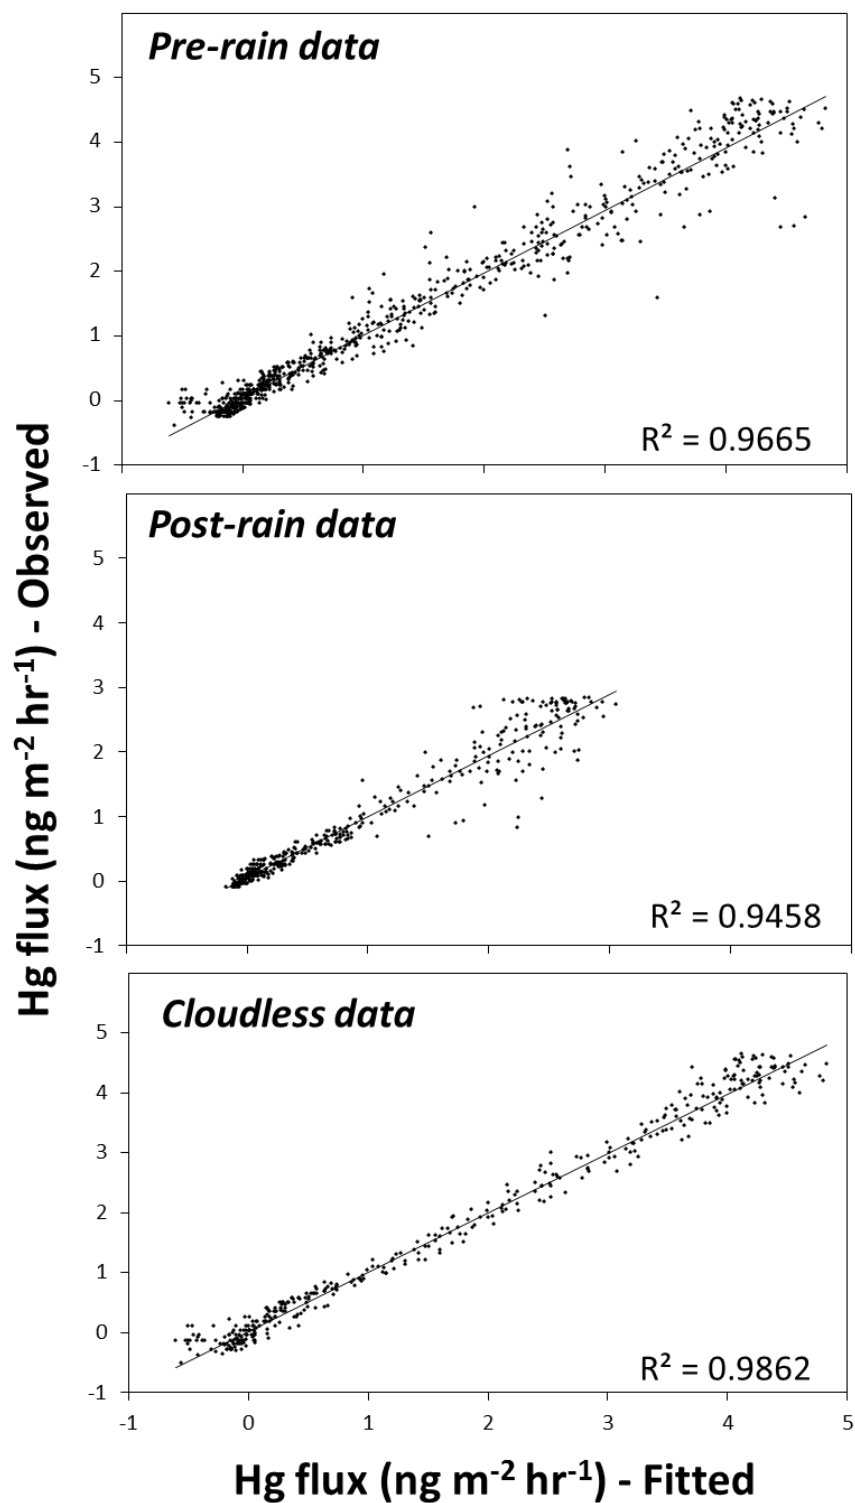 Pre-rain data
5
4
3
2
1
0
-1
R² = 0.9665
Post-rain data
5
4
3
2
1
0
-1
R² = 0.9458
Cloudless data
5
4
3
2
1
0
-1
R² = 0.9862
-1 0 1 2 3 4 5
Hg flux (ng m⁻² hr⁻¹) - Observed
Hg flux (ng m⁻² hr⁻¹) - Fitted